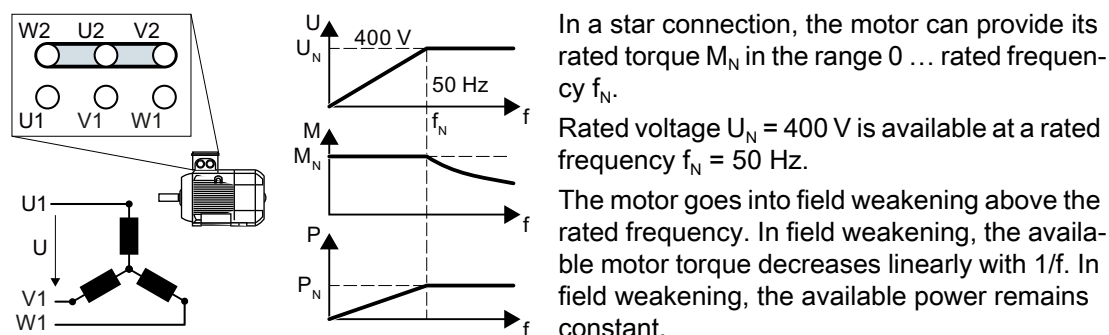 W2 U2 V2
U1 V1 W1
U1
U
V1
W1
U
U_N
400 V
50 Hz
f_N
f
M
M_N
f
P
P_N
f
In a star connection, the motor can provide its
rated torque M_N in the range 0 … rated frequen-
cy f_N.
Rated voltage U_N = 400 V is available at a rated
frequency f_N = 50 Hz.
The motor goes into field weakening above the
rated frequency. In field weakening, the availa-
ble motor torque decreases linearly with 1/f. In
field weakening, the available power remains
constant.